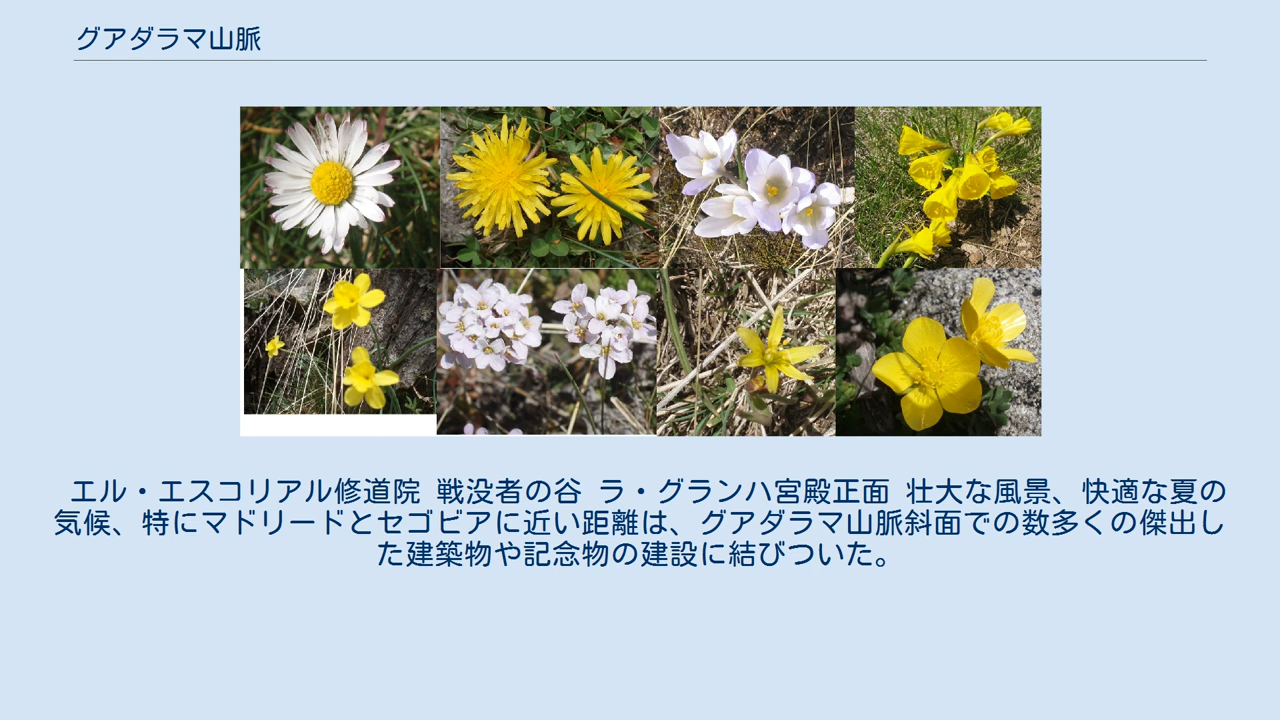 グアダラマ山脈
エル・エスコリアル修道院 戦没者の谷 ラ・グランハ宮殿正面 壮大な風景、快適な夏の
気候、特にマドリードとセゴビアに近い距離は、グアダラマ山脈斜面での数多くの傑出し
た建築物や記念物の建設に結びついた。